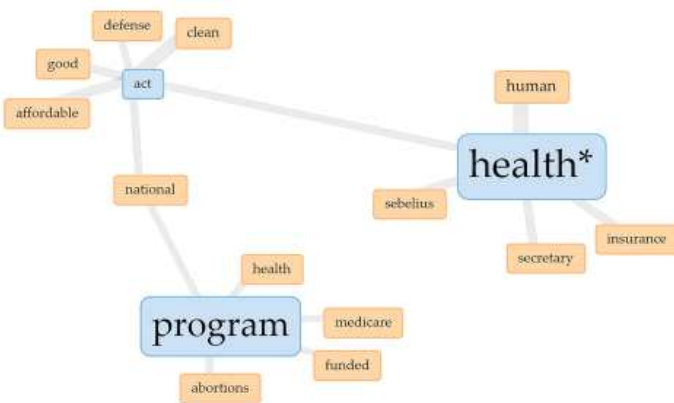 defense
clean
good
act
affordable
human
health*
national
sebelius
insurance
secretary
health
program
medicare
funded
abortions